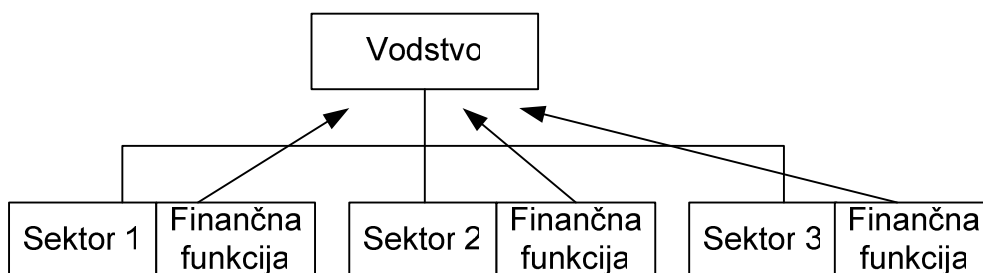 Vodstvo
Sektor 1
Finančna
funkcija
Sektor 2
Finančna
funkcija
Sektor 3
Finančna
funkcija